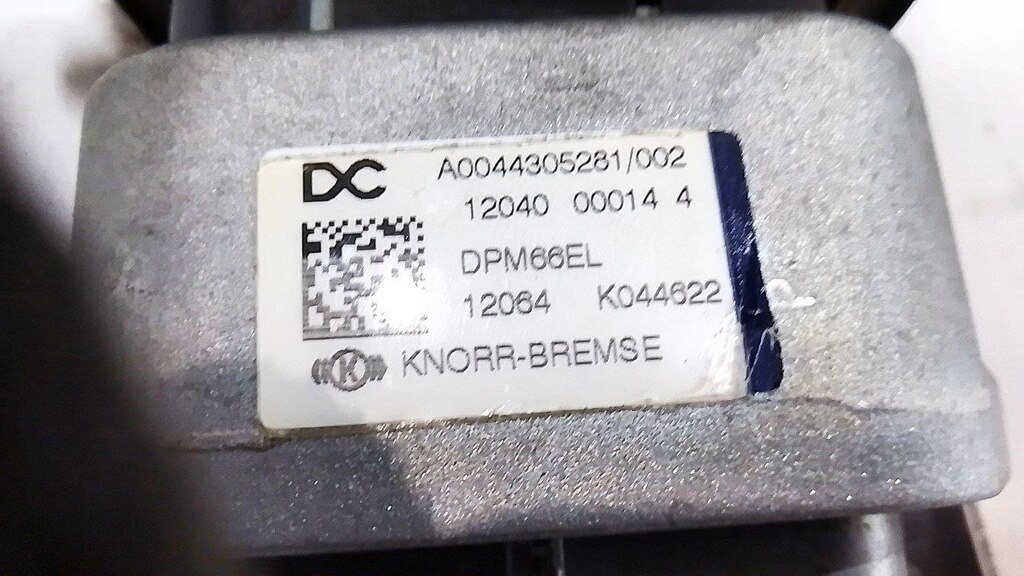 DC
A0044305281/002
12040 00014 4
DPM66EL
12064 K044622
K KNORR-BREMSE